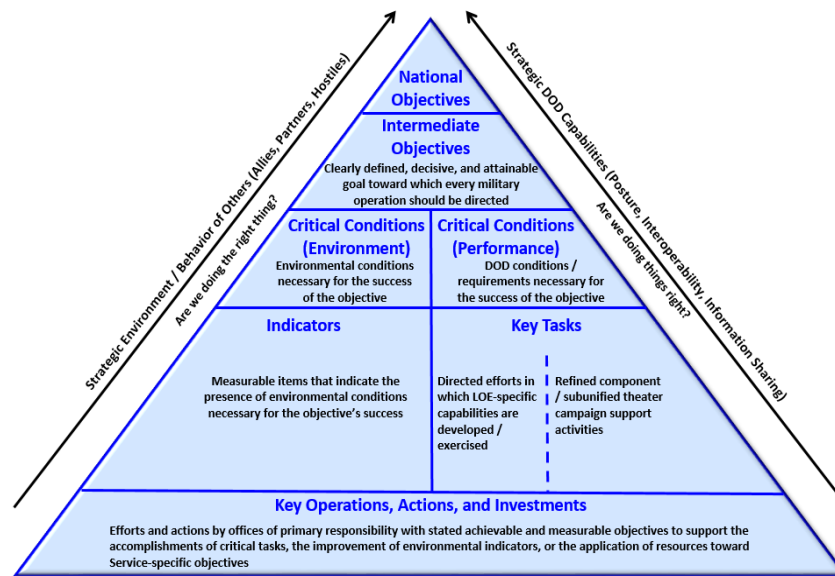 National
Objectives
Intermediate
Objectives
Clearly defined, decisive, and attainable
goal toward which every military
operation should be directed
Critical Conditions
(Environment)
Environmental conditions
necessary for the success
of the objective
Critical Conditions
(Performance)
DOD conditions /
requirements necessary for
the success of the objective
Indicators
Measurable items that indicate the
presence of environmental conditions
necessary for the objective’s success
Key Tasks
Directed efforts in
which LOE-specific
capabilities are
developed /
exercised
Refined component
/ subunified theater
campaign support
activities
Key Operations, Actions, and Investments
Efforts and actions by offices of primary responsibility with stated achievable and measurable objectives to support the
accomplishments of critical tasks, the improvement of environmental indicators, or the application of resources toward
Service-specific objectives
Strategic Environment / Behavior of Others (Allies, Partners, Hostiles)
Are we doing the right thing?
Strategic DOD Capabilities (Posture, Interoperability, Information Sharing)
Are we doing things right?